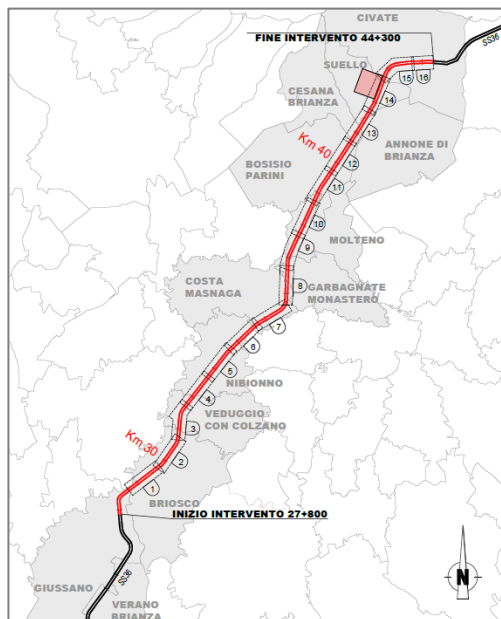 CIVATE
FINE INTERVENTO 44+300
SS36
SUELLO
15
16
CESANA
BRIANZA
14
13
ANNONE DI
BRIANZA
Km 40
12
BOSISIO
PARINI
11
10
MOLTENO
9
COSTA
MASNAGA
8
GARBAGNATE
MONASTERO
7
6
5
NIBIONNO
4
VEDUGGIO
CON COLZANO
3
Km 30
2
1
BRIOSCO
INIZIO INTERVENTO 27+800
N
SS36
GIUSSANO
VERANO
BRIANZA